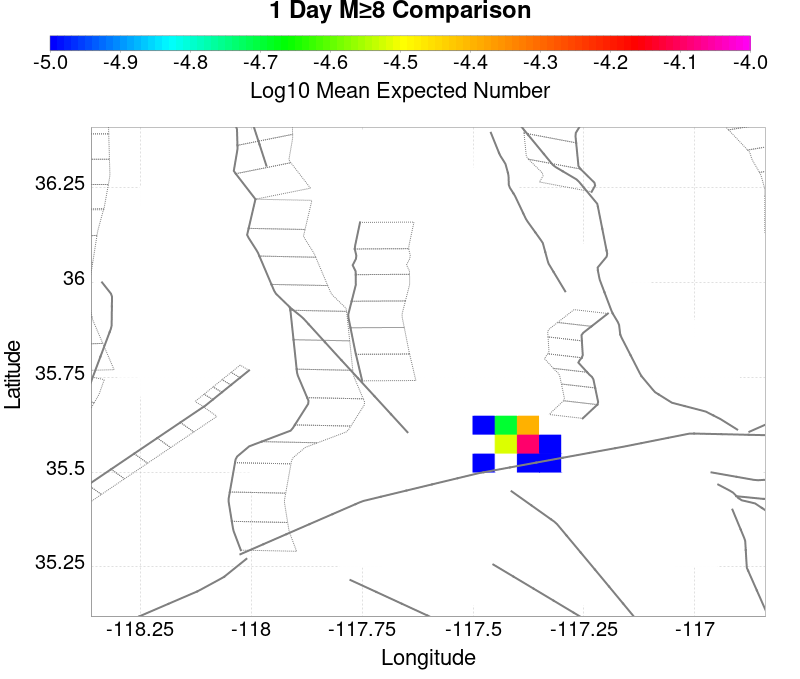 1 Day M≥8 Comparison
-5.0 -4.9 -4.8 -4.7 -4.6 -4.5 -4.4 -4.3 -4.2 -4.1 -4.0
Log10 Mean Expected Number
36.25
36
35.75
35.5
35.25
Latitude
-118.25 -118 -117.75 -117.5 -117.25 -117
Longitude